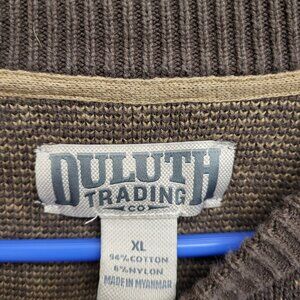 DULUTH
TRADING
CO
XL
94% COTTON
6% NYLON
MADE IN MYANMAR